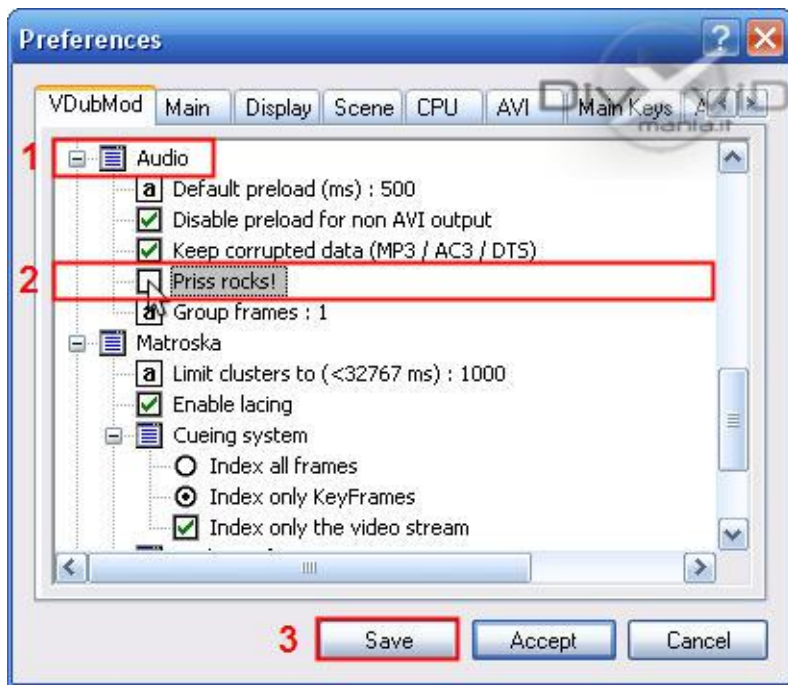 Preferences
VDubMod Main Display Scene CPU AVI Main Keys A
mania.it
1 Audio
a Default preload (ms) : 500
Disable preload for non AVI output
Keep corrupted data (MP3 / AC3 / DTS)
2 Priss rocks!
a Group frames : 1
Matroska
a Limit clusters to (<32767 ms) : 1000
Enable lacing
Cueing system
Index all frames
Index only KeyFrames
Index only the video stream
3 Save Accept Cancel